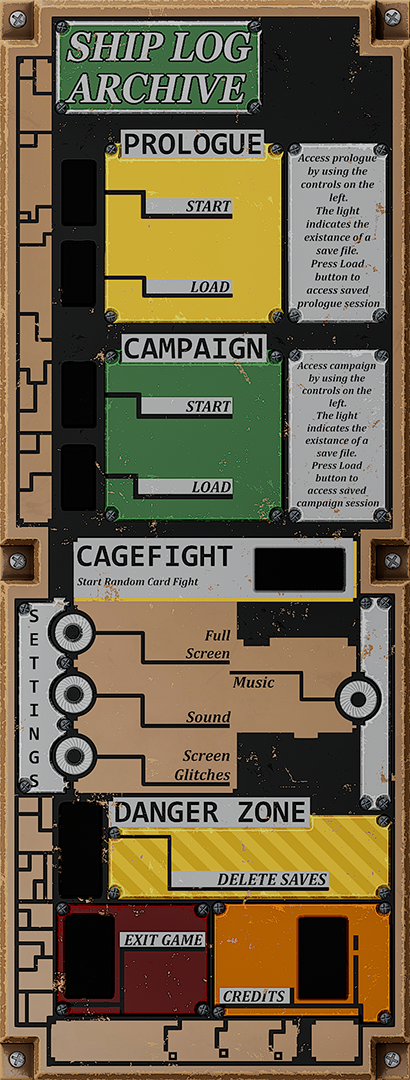 SHIP LOG
ARCHIVE
PROLOGUE
START
LOAD
Access prologue
by using the
controls on the
left.
The light
indicates the
existance of a
save file.
Press Load
button to
access saved
prologue session
CAMPAIGN
START
LOAD
Access campaign
by using the
controls on the
left.
The light
indicates the
existance of a
save file.
Press Load
button to
access saved
campaign session
CAGEFIGHT
Start Random Card Fight
SETTINGS
Full
Screen
Music
Sound
Screen
Glitches
DANGER ZONE
DELETE SAVES
EXIT GAME
CREDITS